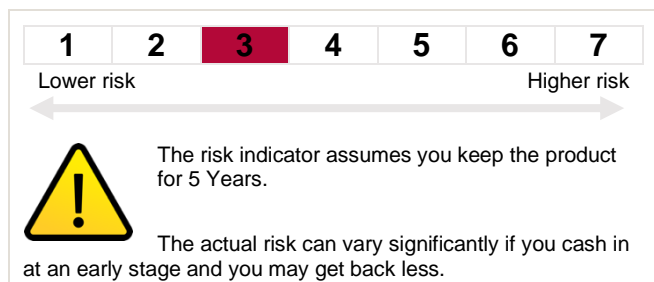 1 2 3 4 5 6 7
Lower risk Higher risk
The risk indicator assumes you keep the product
for 5 Years.
The actual risk can vary significantly if you cash in
at an early stage and you may get back less.